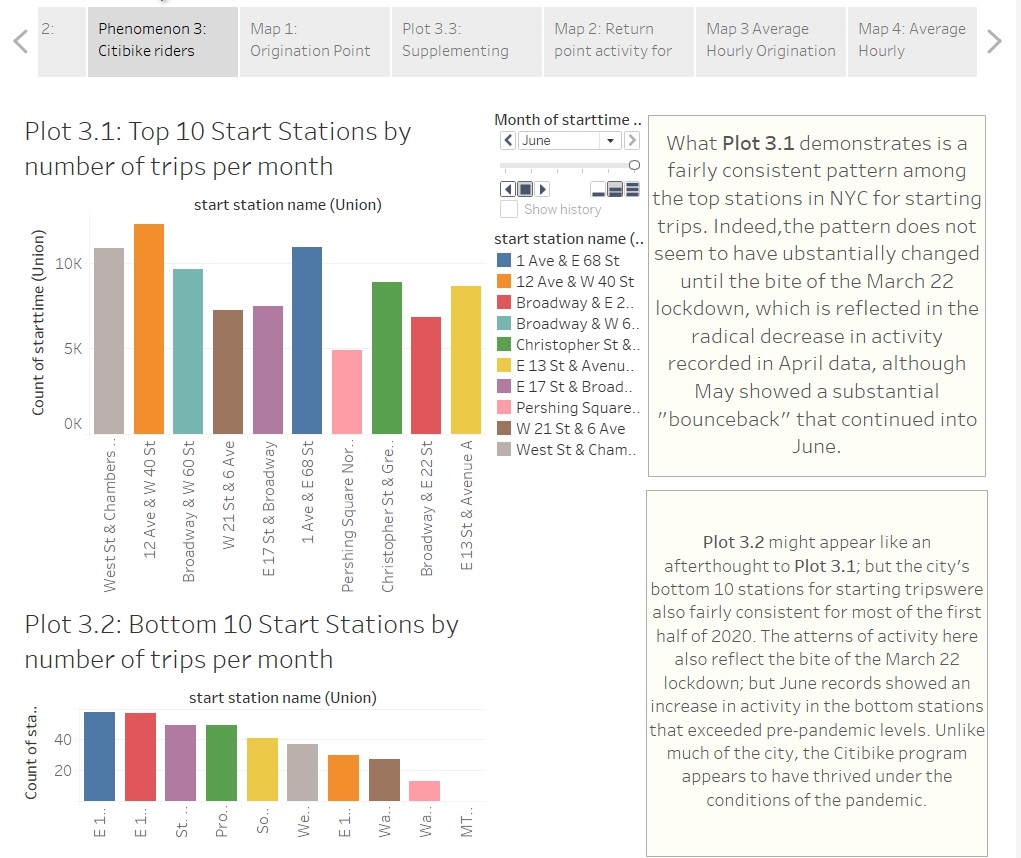 2:
Phenomenon 3:
Citibike riders
Map 1:
Origination Point
Plot 3.3:
Supplementing
Map 2: Return
point activity for
Map 3 Average
Hourly Origination
Map 4: Average
Hourly
Plot 3.1: Top 10 Start Stations by
number of trips per month
start station name (Union)
Count of starttime (Union)
10K
5K
0K
West St & Chambers ..
12 Ave & W 40 St
Broadway & W 60 St
W 21 St & 6 Ave
E 17 St & Broadway
1 Ave & E 68 St
Pershing Square Nor..
Christopher St & Gre..
Broadway & E 22 St
E 13 St & Avenue A
Month of starttime ..
June
Show history
start station name (..
1 Ave & E 68 St
12 Ave & W 40 St
Broadway & E 2..
Broadway & W 6..
Christopher St &..
E 13 St & Avenu..
E 17 St & Broad..
Pershing Square..
W 21 St & 6 Ave
West St & Cham..
What Plot 3.1 demonstrates is a
fairly consistent pattern among
the top stations in NYC for starting
trips. Indeed,the pattern does not
seem to have ubstantially changed
until the bite of the March 22
lockdown, which is reflected in the
radical decrease in activity
recorded in April data, although
May showed a substantial
"bounceback" that continued into
June.
Plot 3.2: Bottom 10 Start Stations by
number of trips per month
start station name (Union)
Count of sta..
40
20
E 1..
E 1..
St. ..
Pro..
So..
We..
E 1..
Wa..
Wa..
MT..
Plot 3.2 might appear like an
afterthought to Plot 3.1; but the city's
bottom 10 stations for starting tripswere
also fairly consistent for most of the first
half of 2020. The atterns of activity here
also reflect the bite of the March 22
lockdown; but June records showed an
increase in activity in the bottom stations
that exceeded pre-pandemic levels. Unlike
much of the city, the Citibike program
appears to have thrived under the
conditions of the pandemic.